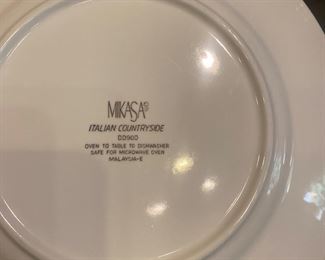 MIKASA®
ITALIAN COUNTRYSIDE
DD900
OVEN TO TABLE TO DISHWASHER
SAFE FOR MICROWAVE OVEN
MALAYSIA-E